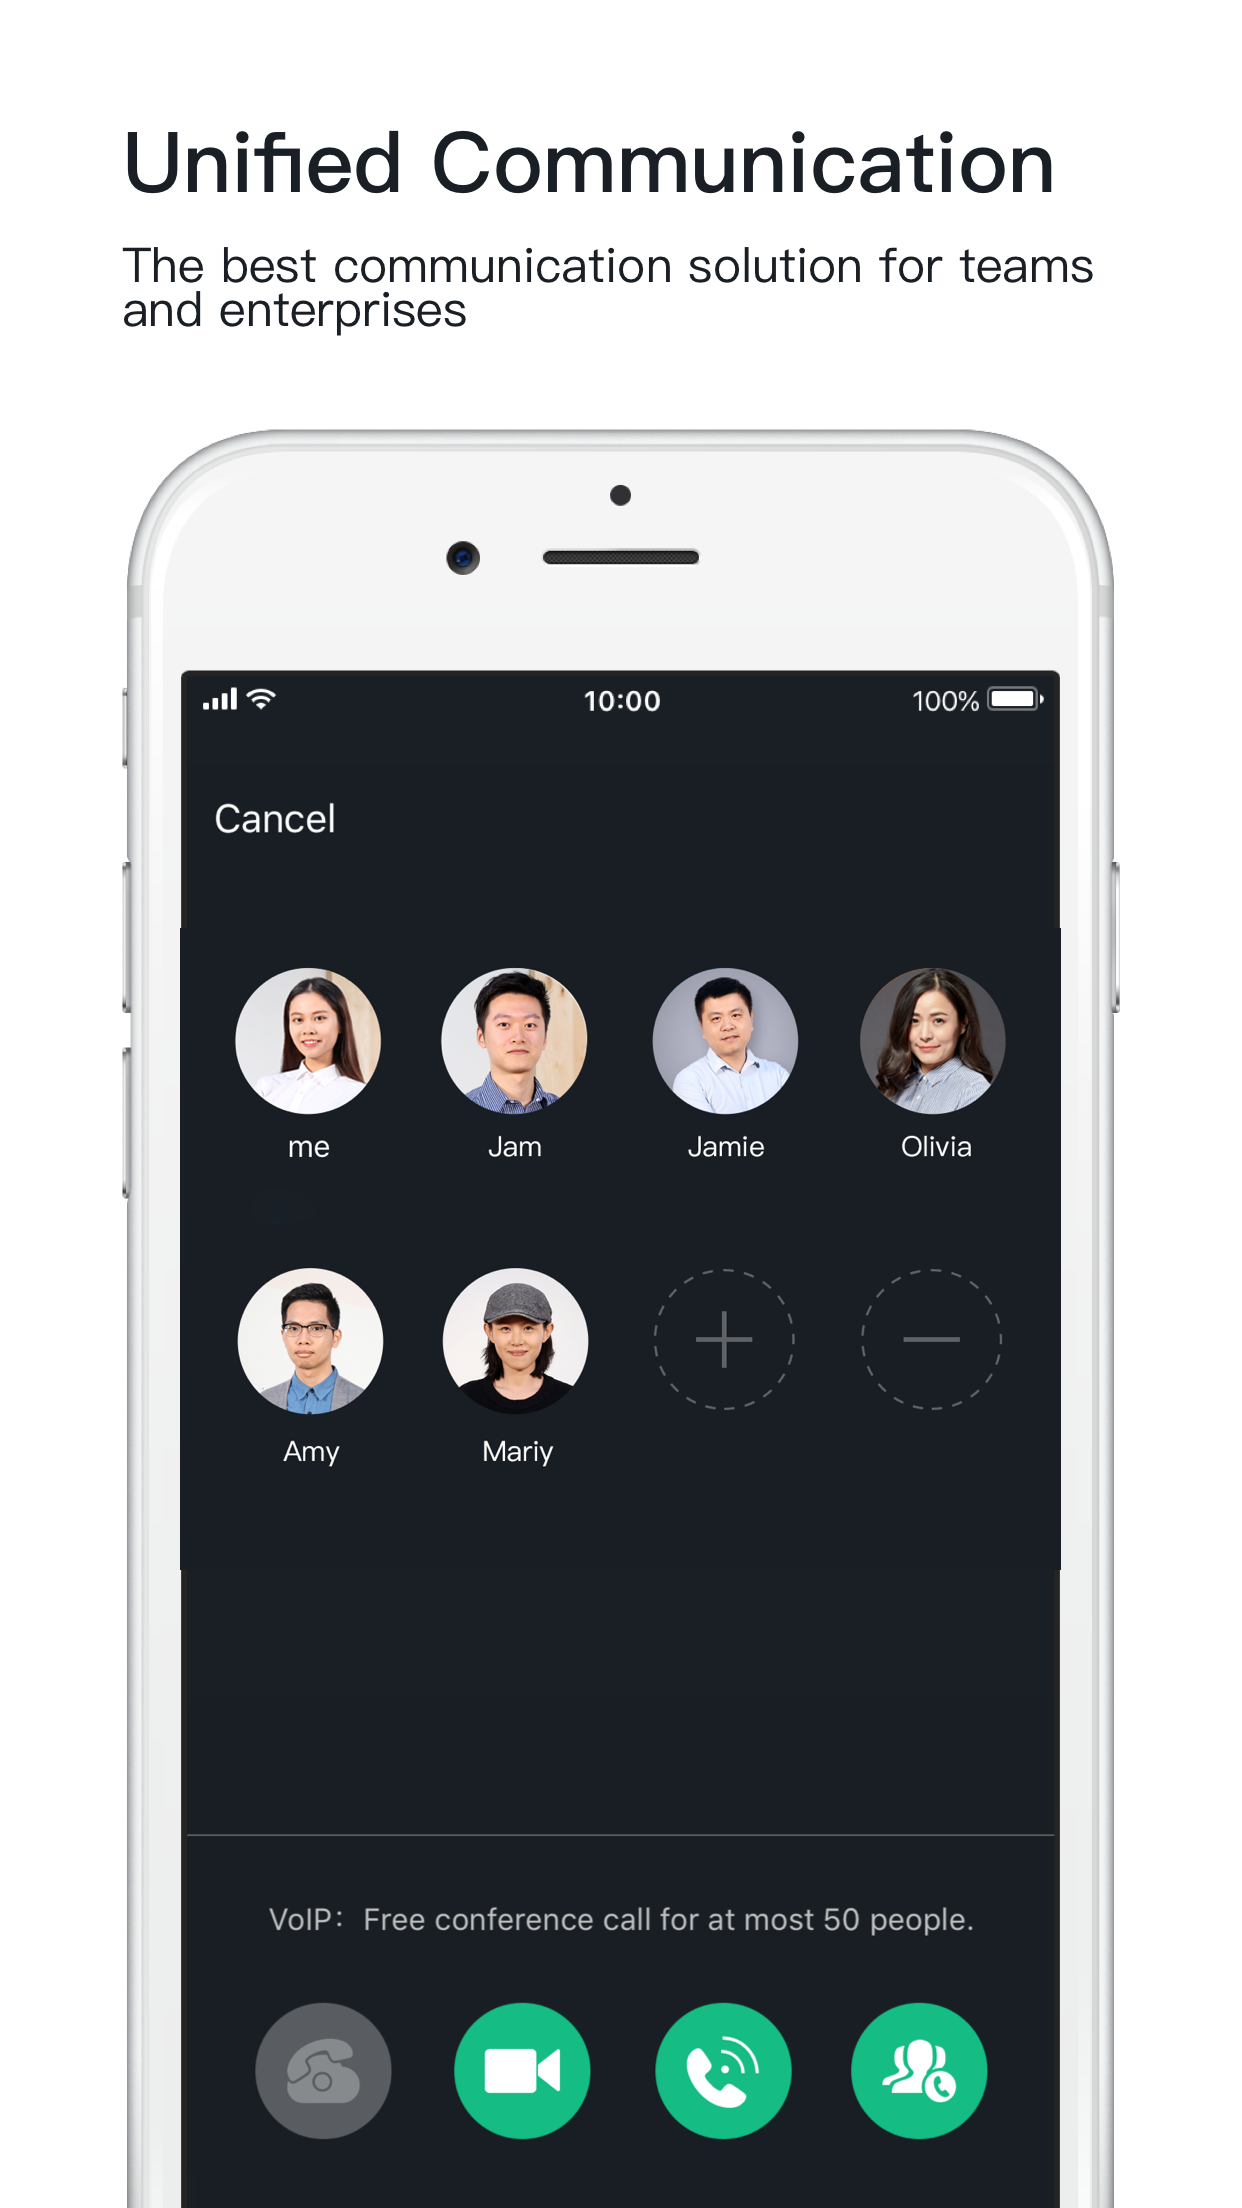 Unified Communication
The best communication solution for teams
and enterprises
10:00
100%
Cancel
me
Jam
Jamie
Olivia
Amy
Mariy
VoIP： Free conference call for at most 50 people.